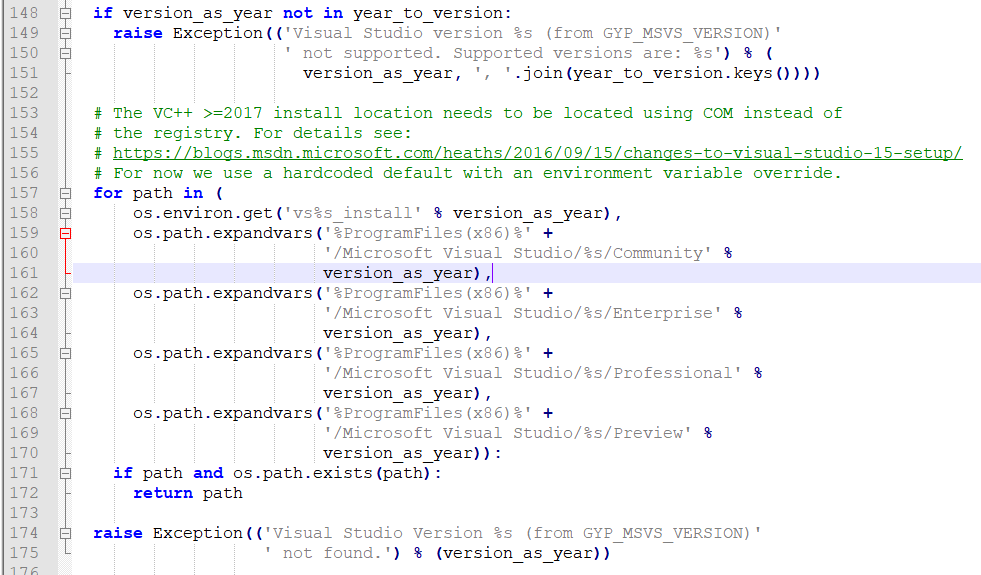 148 if version_as_year not in year_to_version:
149 raise Exception(('Visual Studio version %s (from GYP_MSVS_VERSION)'
150 ' not supported. Supported versions are: %s') % (
151 version_as_year, ', '.join(year_to_version.keys())))
152
153 # The VC++ >=2017 install location needs to be located using COM instead of
154 # the registry. For details see:
155 # https://blogs.msdn.microsoft.com/heaths/2016/09/15/changes-to-visual-studio-15-setup/
156 # For now we use a hardcoded default with an environment variable override.
157 for path in (
158 os.environ.get('vs%s_install' % version_as_year),
159 os.path.expandvars('%ProgramFiles(x86)%' +
160 '/Microsoft Visual Studio/%s/Community' %
161 version_as_year),
162 os.path.expandvars('%ProgramFiles(x86)%' +
163 '/Microsoft Visual Studio/%s/Enterprise' %
164 version_as_year),
165 os.path.expandvars('%ProgramFiles(x86)%' +
166 '/Microsoft Visual Studio/%s/Professional' %
167 version_as_year),
168 os.path.expandvars('%ProgramFiles(x86)%' +
169 '/Microsoft Visual Studio/%s/Preview' %
170 version_as_year)):
171 if path and os.path.exists(path):
172 return path
173
174 raise Exception(('Visual Studio Version %s (from GYP_MSVS_VERSION)'
175 ' not found.') % (version_as_year))
176